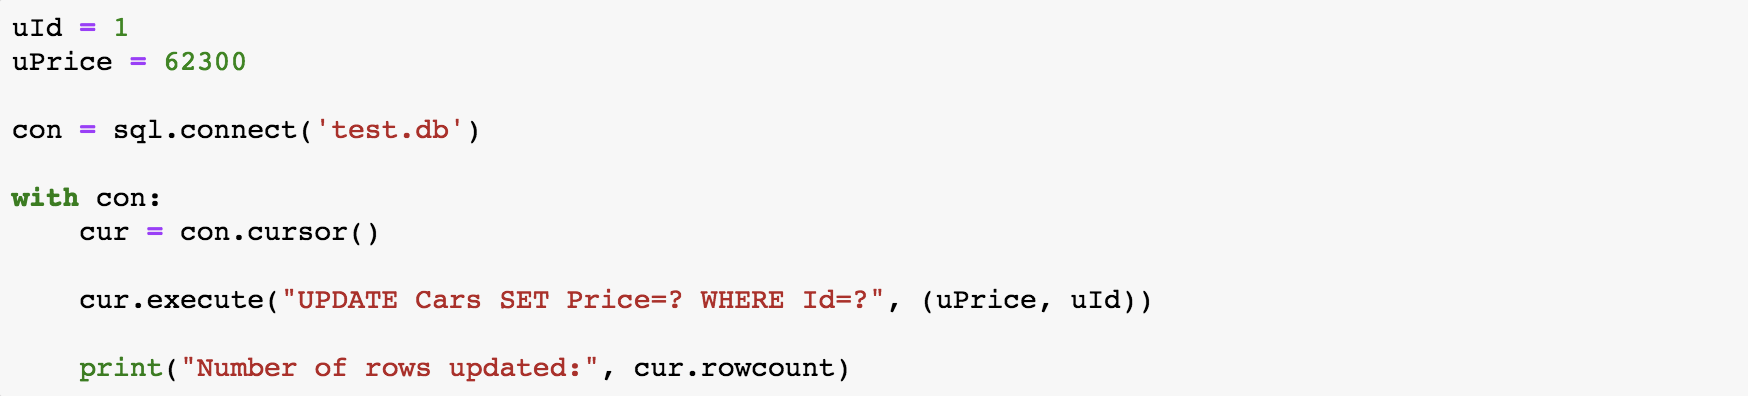 uId = 1
uPrice = 62300
con = sql.connect('test.db')
with con:
    cur = con.cursor()
    cur.execute("UPDATE Cars SET Price=? WHERE Id=?", (uPrice, uId))
    print("Number of rows updated:", cur.rowcount)